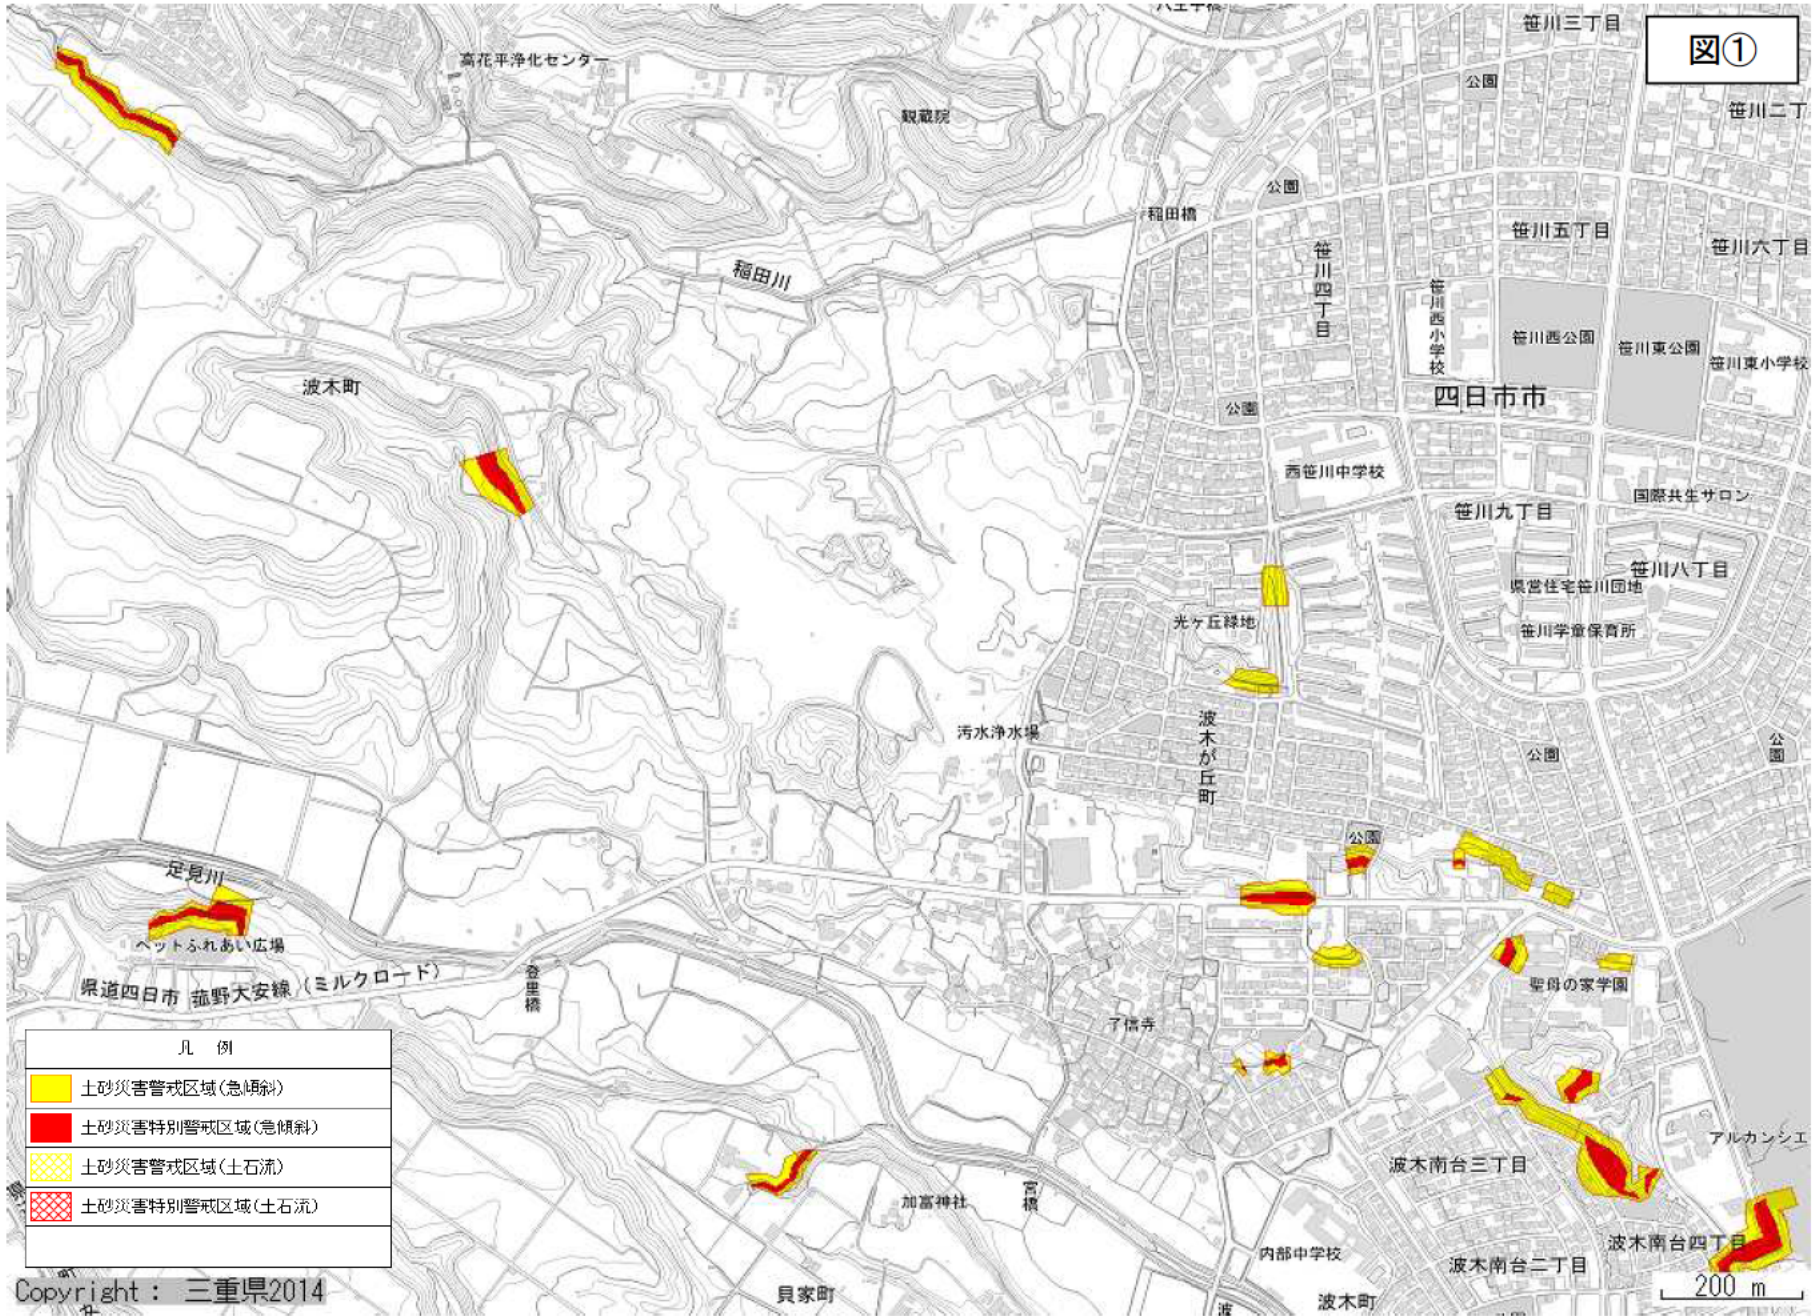 八王子橋
笹川三丁目
図①
高花平浄化センター
公園
笹川二丁
観蔵院
公園
稲田橋
笹川五丁目
笹川六丁目
稲田川
笹川四丁目
笹川西小学校
笹川西公園
笹川東公園
笹川東小学校
波木町
四日市市
公園
西笹川中学校
国際共生サロン
笹川九丁目
笹川八丁目
県営住宅笹川団地
光ヶ丘緑地
笹川学童保育所
汚水浄水場
波木が丘町
公園
公園
公園
足見川
ペットふれあい広場
県道四日市 菰野大安線(ミルクロード)
登里橋
聖母の家学園
了信寺
凡 例
土砂災害警戒区域(急傾斜)
土砂災害特別警戒区域(急傾斜)
土砂災害警戒区域(土石流)
土砂災害特別警戒区域(土石流)
アルカンシエ
波木南台三丁目
加富神社
宮橋
内部中学校
波木南台四丁目
波木南台二丁目
貝家町
波木町
波
200 m
Copyright : 三重県2014